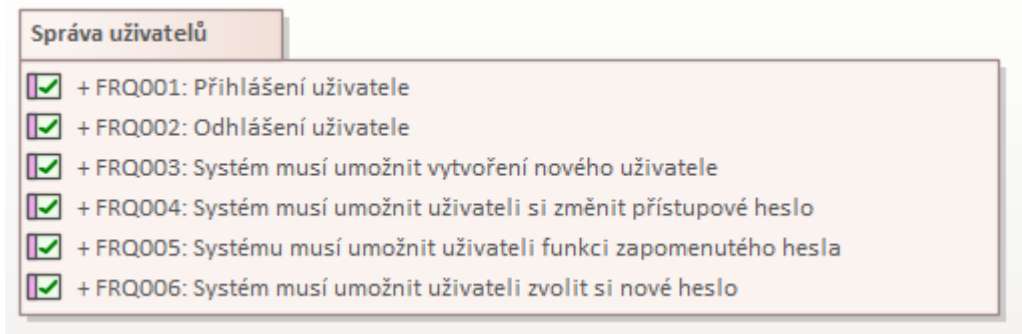 Správa uživatelů
+ FRQ001: Přihlášení uživatele
+ FRQ002: Odhlášení uživatele
+ FRQ003: Systém musí umožnit vytvoření nového uživatele
+ FRQ004: Systém musí umožnit uživateli si změnit přístupové heslo
+ FRQ005: Systému musí umožnit uživateli funkci zapomenutého hesla
+ FRQ006: Systém musí umožnit uživateli zvolit si nové heslo